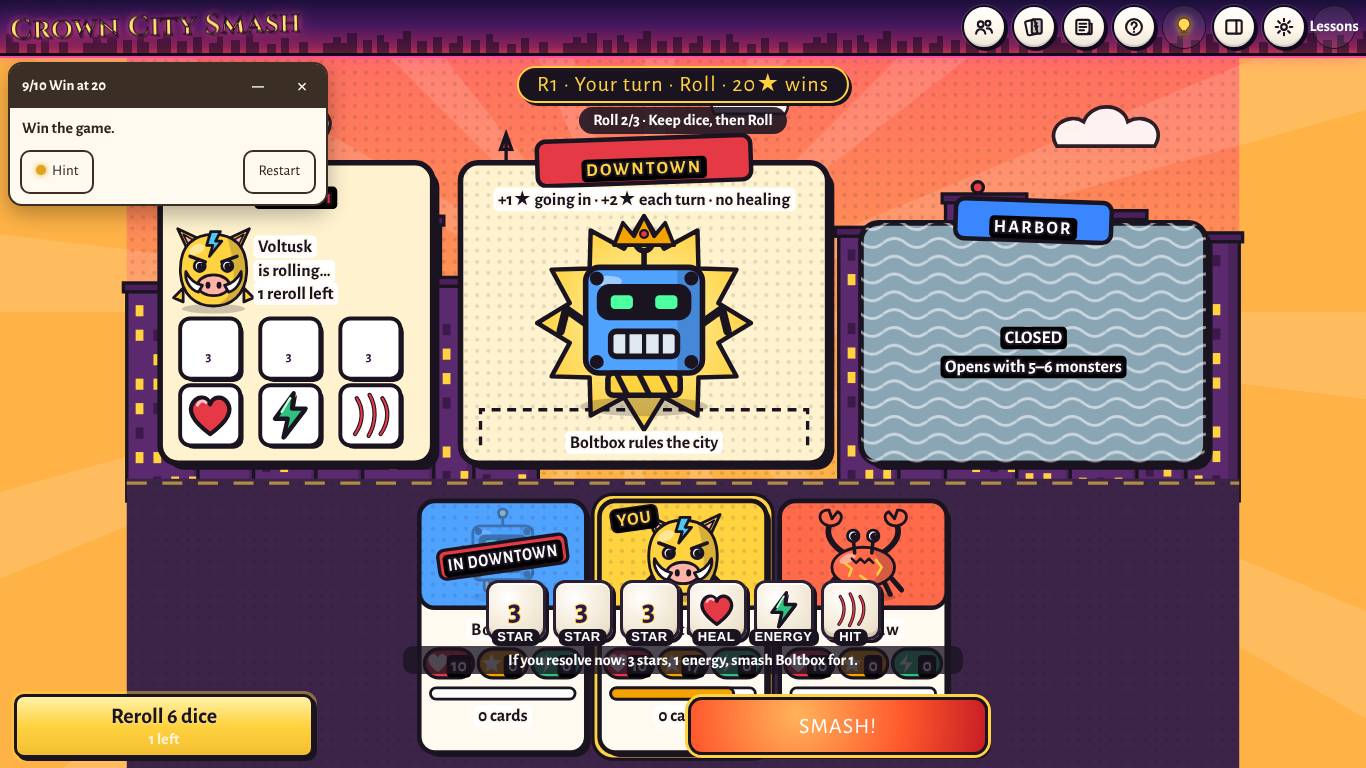 Crown City Smash
Lessons
9/10 Win at 20
Win the game.
Hint
Restart
R1 · Your turn · Roll · 20★ wins
Roll 2/3 · Keep dice, then Roll
Voltusk
is rolling…
1 reroll left
3
3
3
DOWNTOWN
+1★ going in · +2★ each turn · no healing
Boltbox rules the city
HARBOR
CLOSED
Opens with 5–6 monsters
IN DOWNTOWN
YOU
3
3
3
STAR
STAR
STAR
HEAL
ENERGY
HIT
If you resolve now: 3 stars, 1 energy, smash Boltbox for 1.
0 cards
Reroll 6 dice
1 left
SMASH!